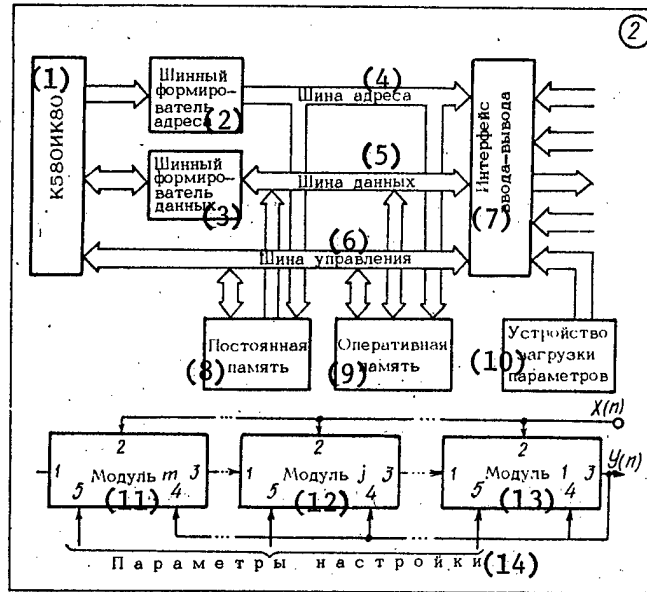 2
(1)
К580ИК80
Шинный
формиро-
ватель
адреса
(2)
(4)
Шина адреса
Шинный
формиро-
ватель
данных
(3)
(5)
Шина данных
(6)
Шина управления
Интерфейс
ввода-вывода
(7)
Постоянная
память
(8)
Оперативная
память
(9)
Устройство
загрузки
параметров
(10)
X(n)
1 2 3
Модуль m
5 (11) 4
1 2 3
Модуль j
5 (12) 4
1 2 3
Модуль 1
5 (13) 4
У(n)
Параметры настройки (14)